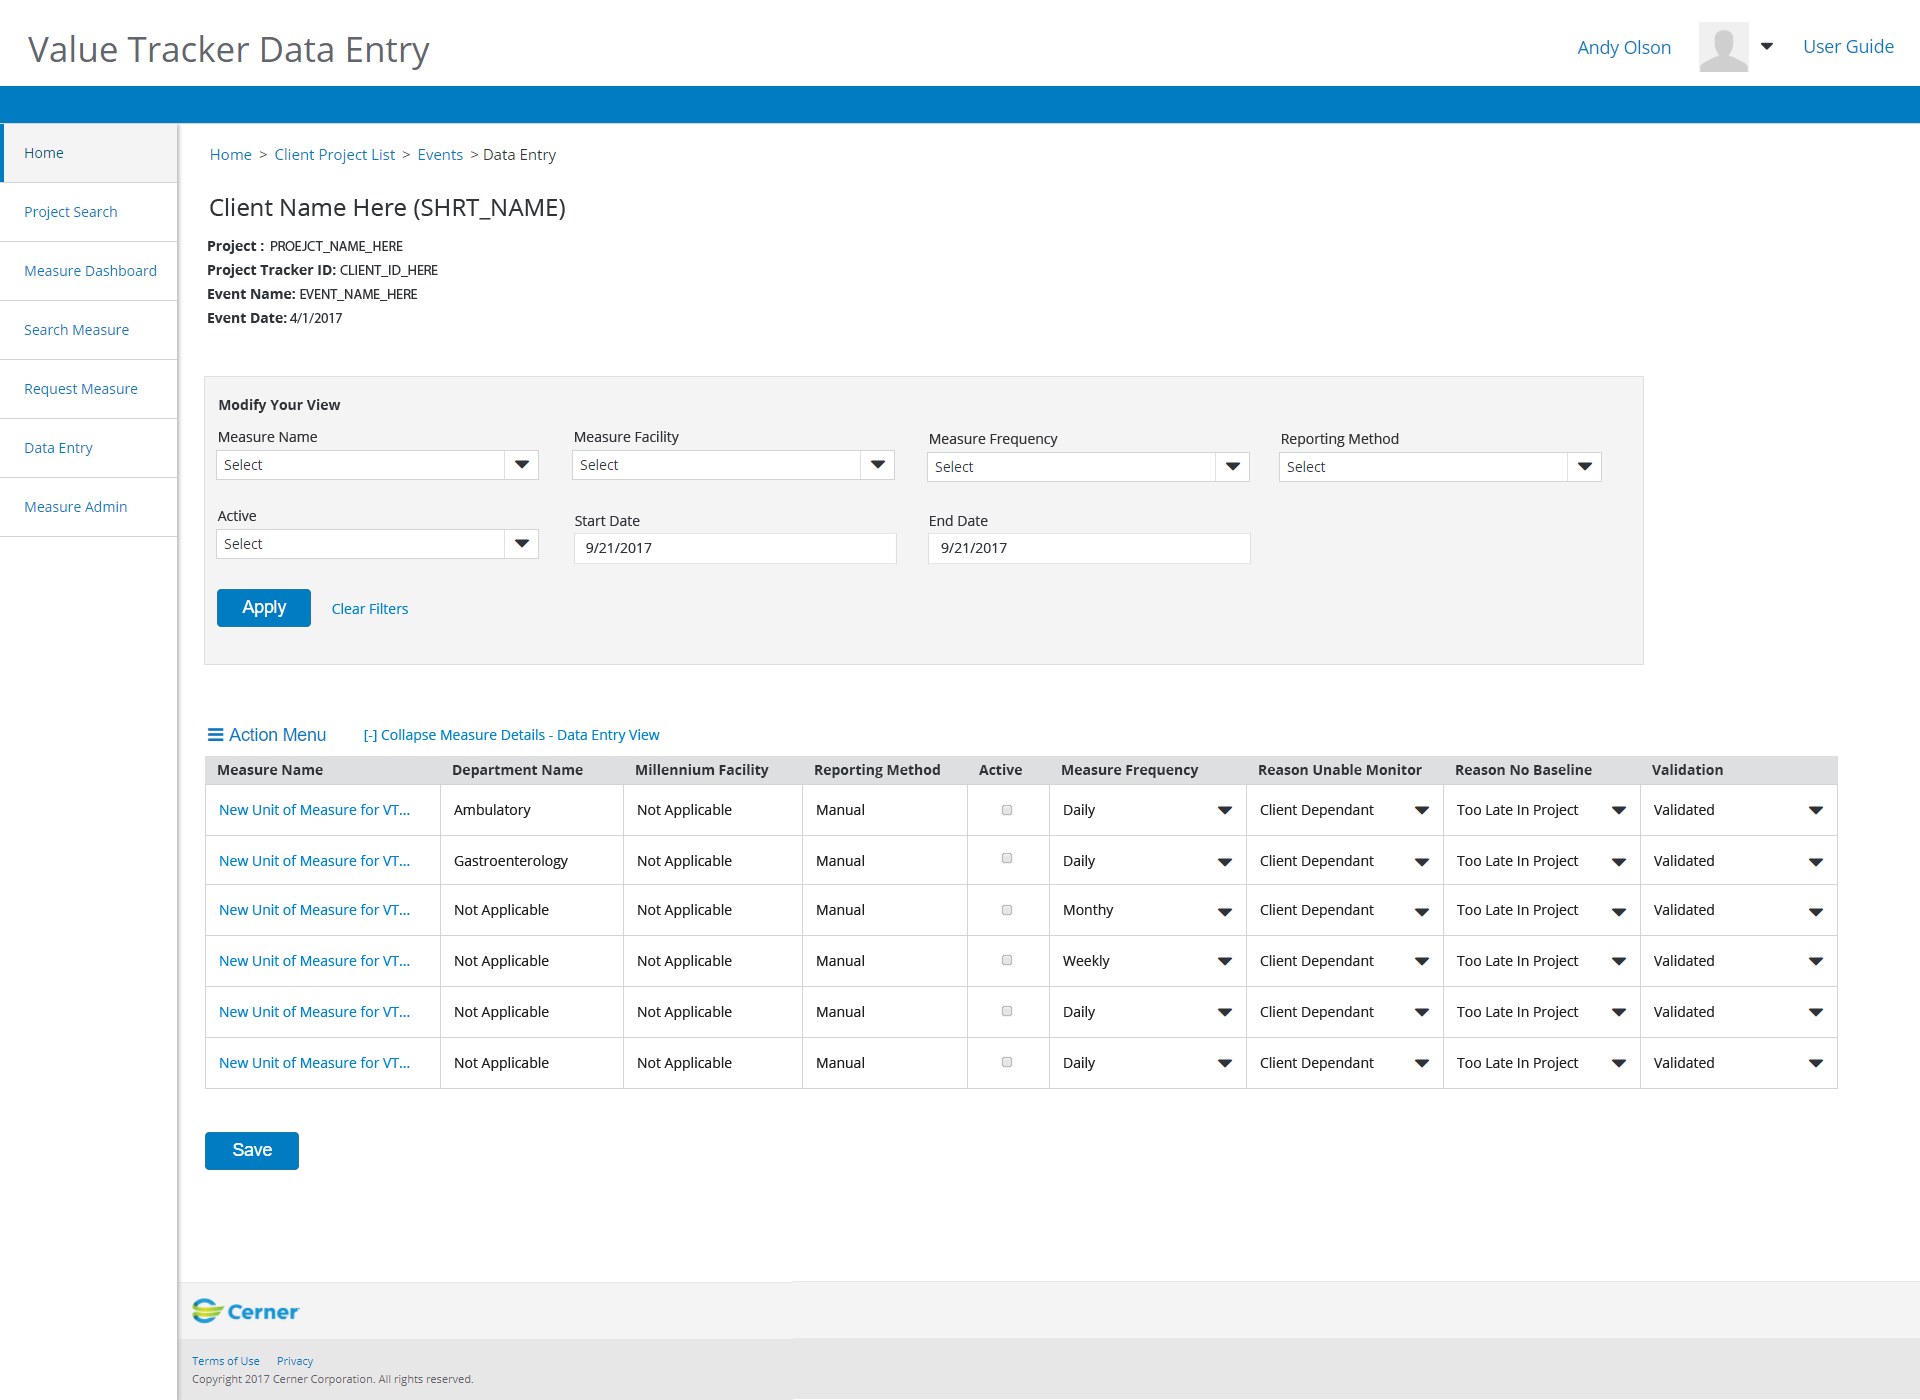 Value Tracker Data Entry
Andy Olson
User Guide
Home
Project Search
Measure Dashboard
Search Measure
Request Measure
Data Entry
Measure Admin
Home > Client Project List > Events > Data Entry
Client Name Here (SHRT_NAME)
Project : PROEJCT_NAME_HERE
Project Tracker ID: CLIENT_ID_HERE
Event Name: EVENT_NAME_HERE
Event Date: 4/1/2017
Modify Your View
Measure Name Measure Facility Measure Frequency Reporting Method
Select Select Select Select
Active Start Date End Date
Select 9/21/2017 9/21/2017
Apply Clear Filters
Action Menu [-] Collapse Measure Details - Data Entry View
Measure Name Department Name Millennium Facility Reporting Method Active Measure Frequency Reason Unable Monitor Reason No Baseline Validation
New Unit of Measure for VT... Ambulatory Not Applicable Manual Daily Client Dependant Too Late In Project Validated
New Unit of Measure for VT... Gastroenterology Not Applicable Manual Daily Client Dependant Too Late In Project Validated
New Unit of Measure for VT... Not Applicable Not Applicable Manual Monthy Client Dependant Too Late In Project Validated
New Unit of Measure for VT... Not Applicable Not Applicable Manual Weekly Client Dependant Too Late In Project Validated
New Unit of Measure for VT... Not Applicable Not Applicable Manual Daily Client Dependant Too Late In Project Validated
New Unit of Measure for VT... Not Applicable Not Applicable Manual Daily Client Dependant Too Late In Project Validated
Save
Cerner
Terms of Use Privacy
Copyright 2017 Cerner Corporation. All rights reserved.